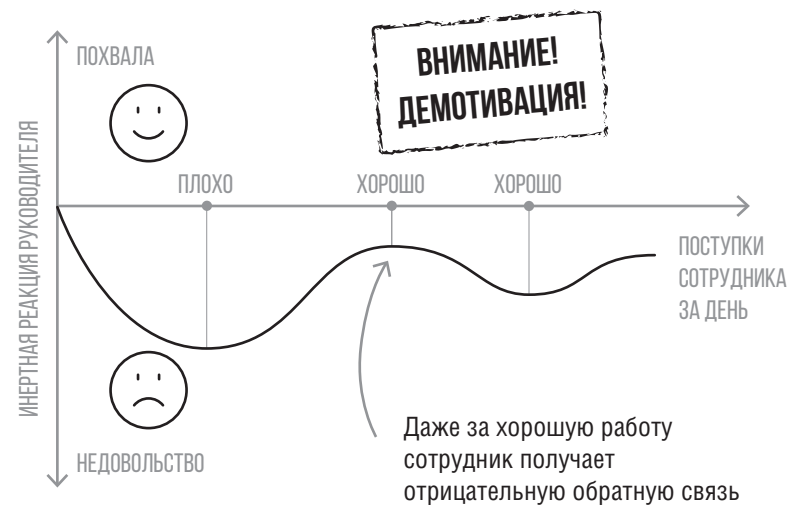 ПОХВАЛА
ВНИМАНИЕ!
ДЕМОТИВАЦИЯ!
ИНЕРТНАЯ РЕАКЦИЯ РУКОВОДИТЕЛЯ
ПЛОХО
ХОРОШО
ХОРОШО
ПОСТУПКИ
СОТРУДНИКА
ЗА ДЕНЬ
НЕДОВОЛЬСТВО
Даже за хорошую работу
сотрудник получает
отрицательную обратную связь